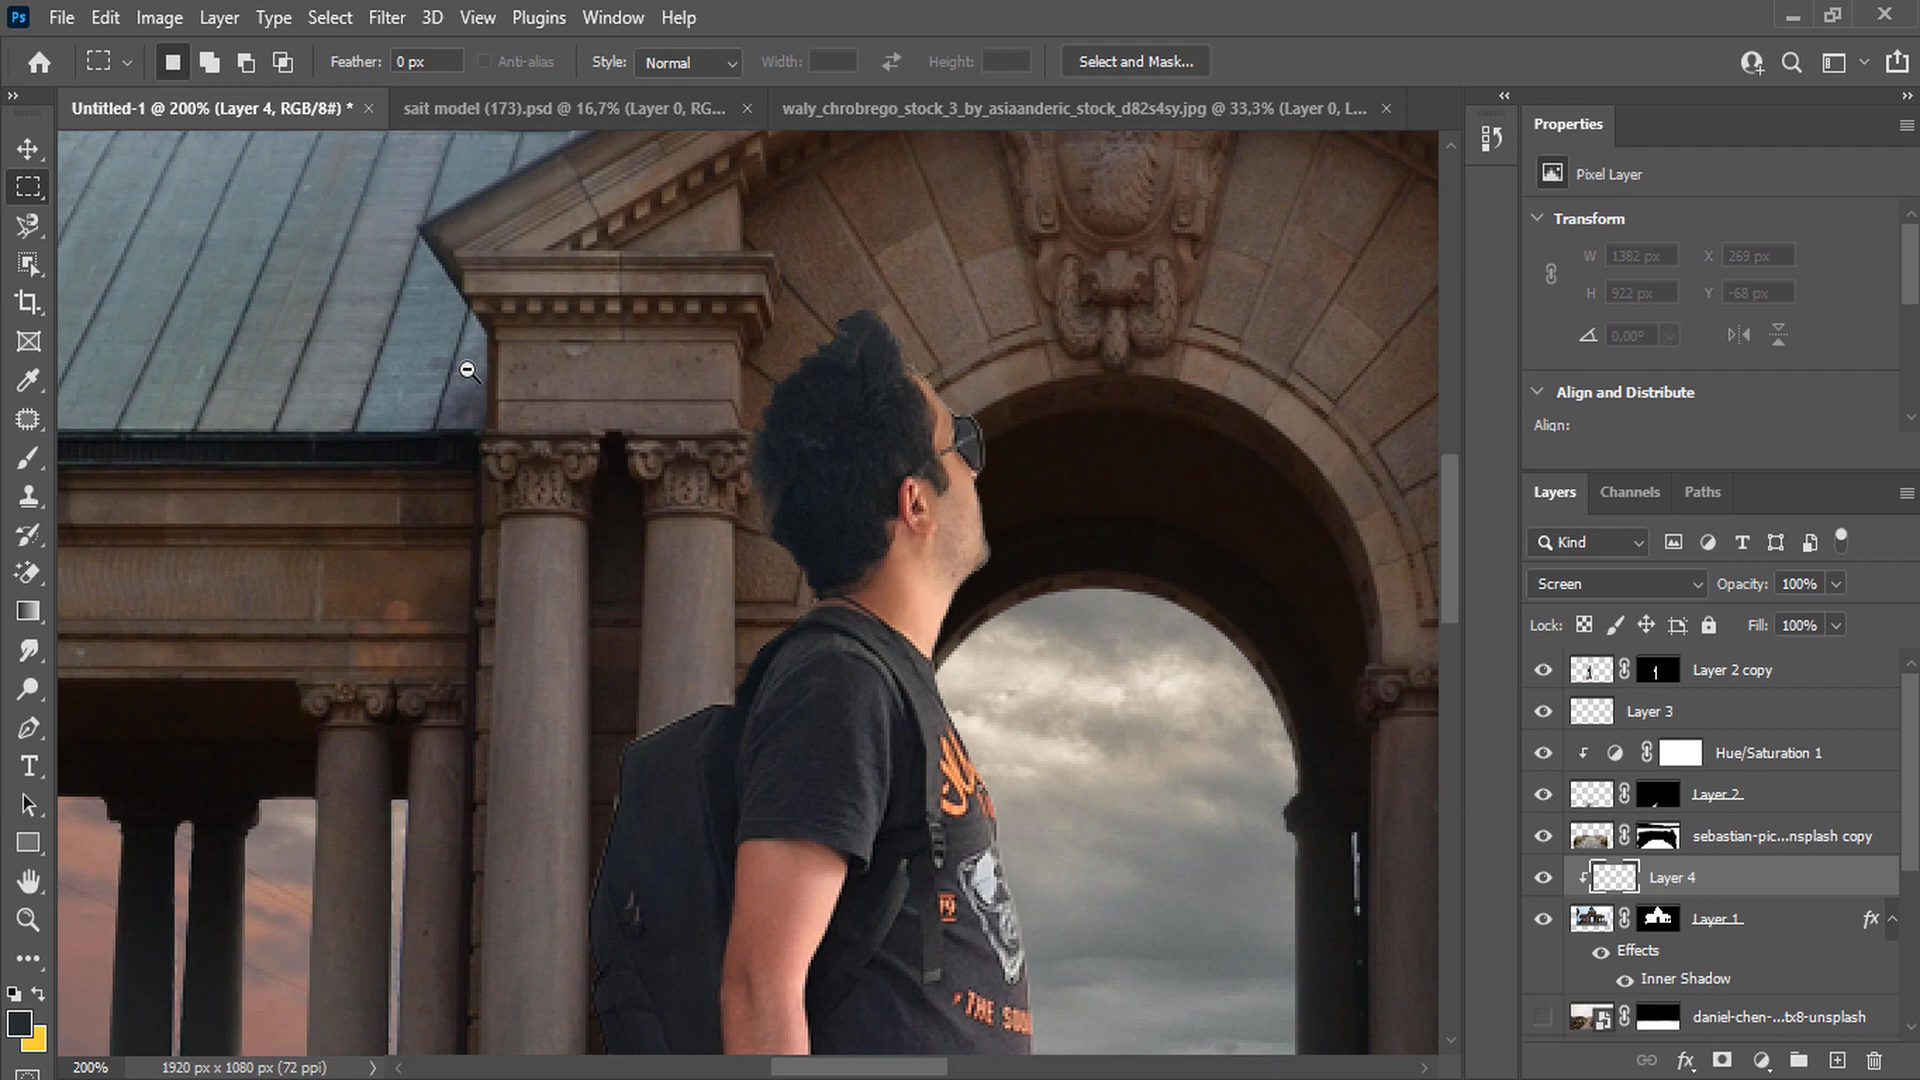 Ps File Edit Image Layer Type Select Filter 3D View Plugins Window Help
Feather: 0 px Anti-alias Style: Normal Width: Height: Select and Mask...
Untitled-1 @ 200% (Layer 4, RGB/8#) * sait model (173).psd @ 16,7% (Layer 0, RG... waly_chrobrego_stock_3_by_asiaanderic_stock_d82s4sy.jpg @ 33,3% (Layer 0, L...
Properties
Pixel Layer
Transform
W 1382 px X 269 px
H 922 px Y -68 px
0,00°
Align and Distribute
Align:
Layers Channels Paths
Kind
Screen Opacity: 100%
Lock: Fill: 100%
Layer 2 copy
Layer 3
Hue/Saturation 1
Layer 2
sebastian-pic...nsplash copy
Layer 4
Layer 1 fx
Effects
Inner Shadow
daniel-chen-...tx8-unsplash
THE
200% 1920 px x 1080 px (72 ppi)
fx